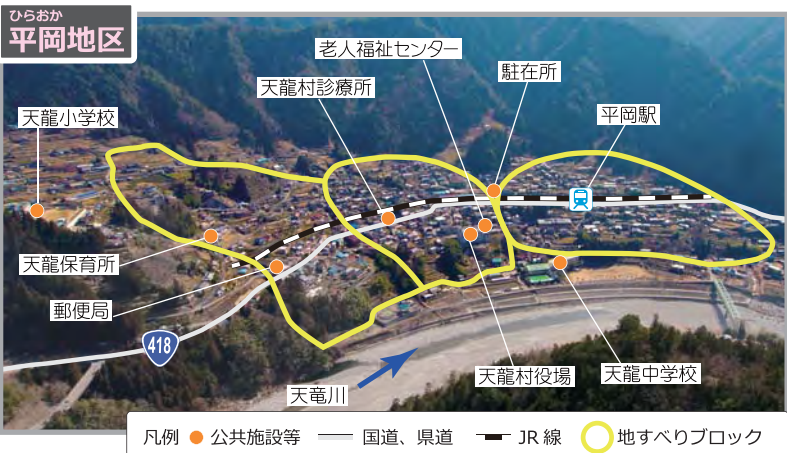 ひらおか
平岡地区
老人福祉センター
駐在所
天龍村診療所
平岡駅
天龍小学校
天龍保育所
郵便局
418
天龍村役場
天龍中学校
天竜川
凡例 公共施設等 国道、県道 JR線 地すべりブロック